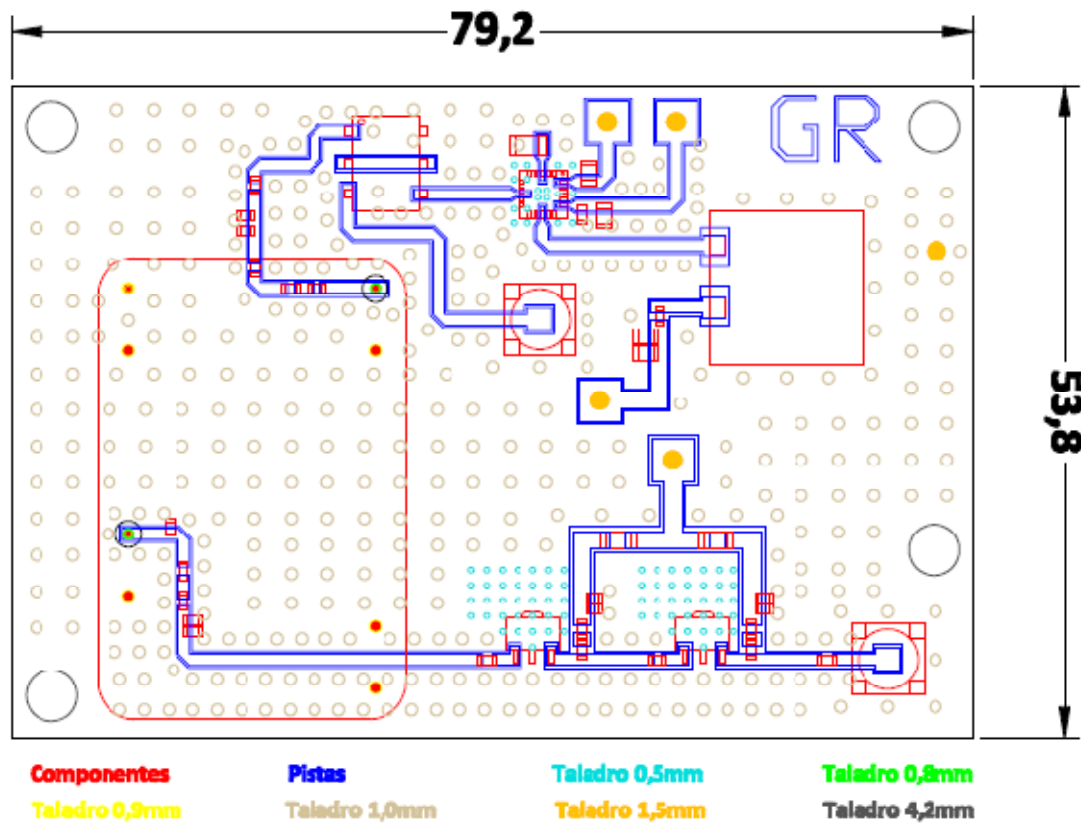 79,2
GR
53,8
Componentes Pistas Taladro 0,5mm Taladro 0,8mm
Taladro 0,9mm Taladro 1,0mm Taladro 1,5mm Taladro 4,2mm